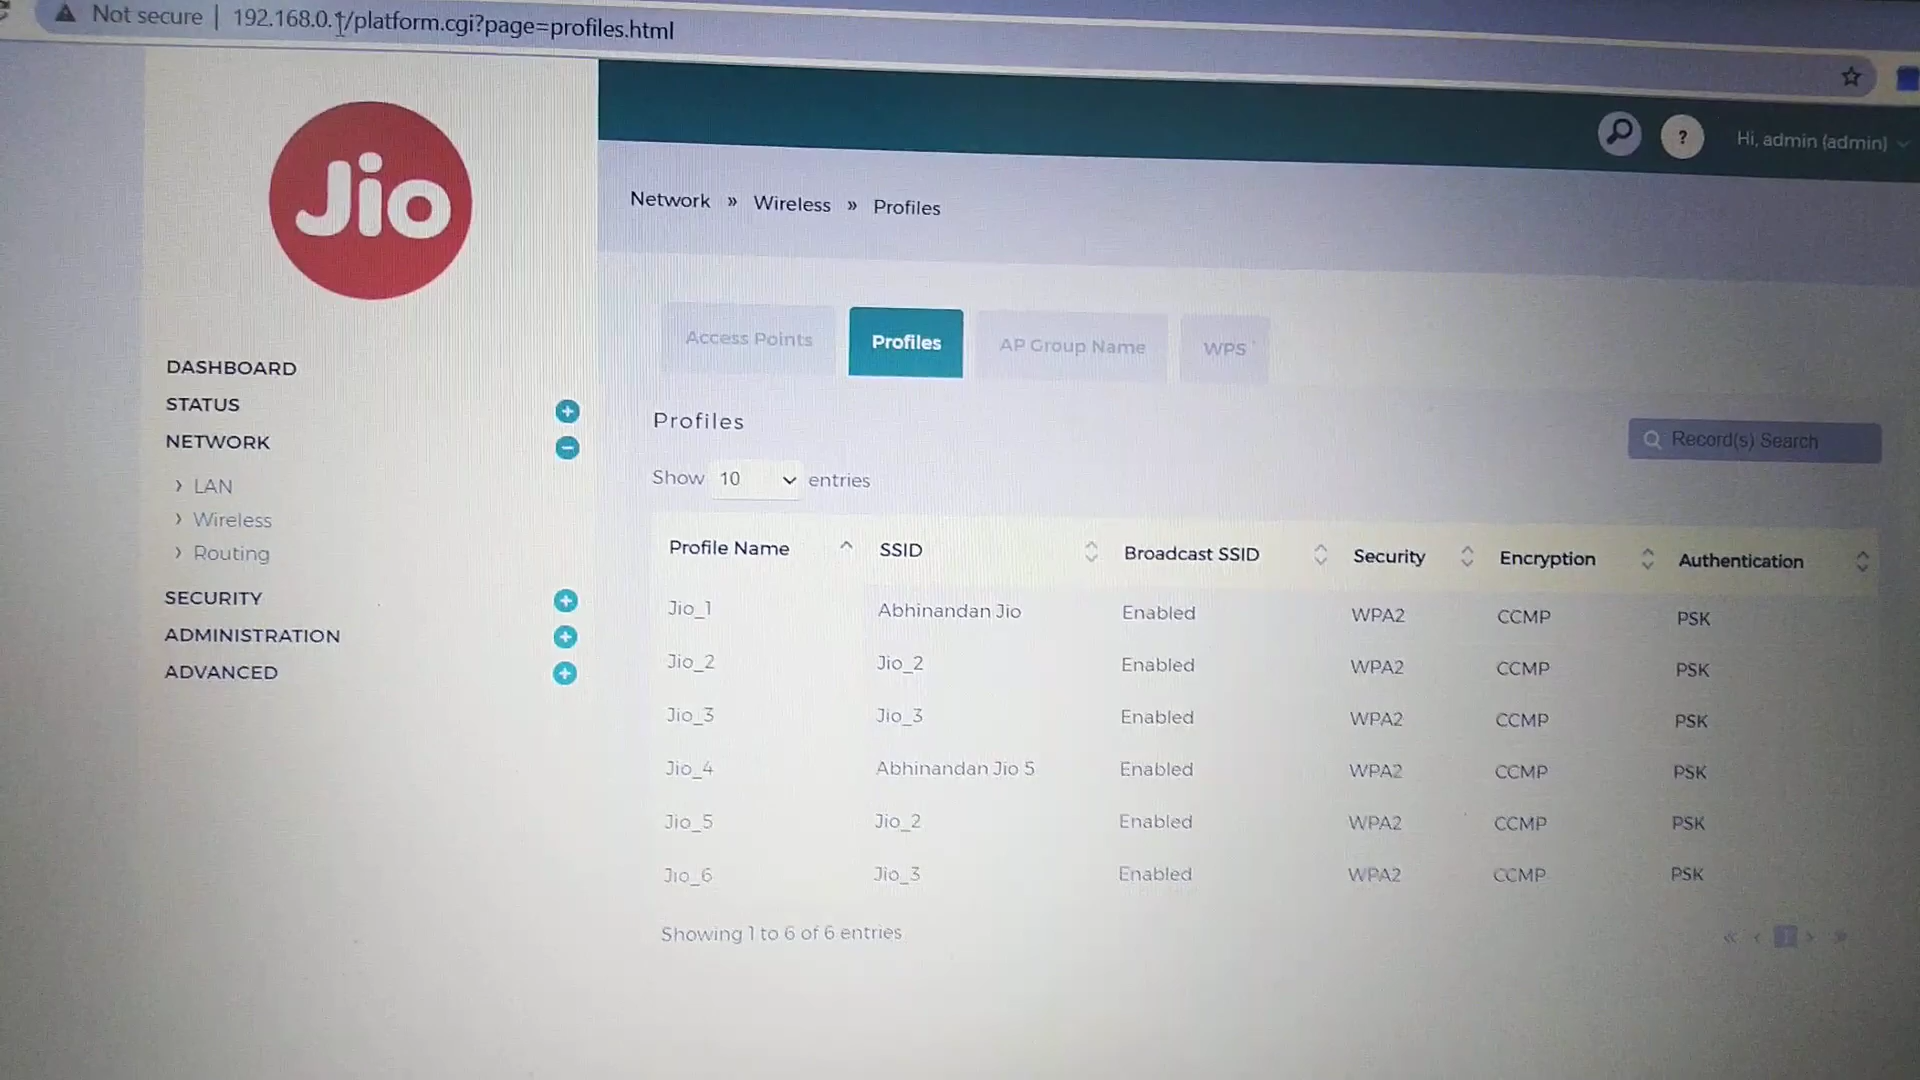 Not secure | 192.168.0.1/platform.cgi?page=profiles.html
Jio
? Hi, admin (admin)
Network » Wireless » Profiles
Access Points Profiles AP Group Name WPS
DASHBOARD
STATUS
NETWORK
LAN
Wireless
Routing
SECURITY
ADMINISTRATION
ADVANCED
Profiles
Record(s) Search
Show 10 entries
Profile Name SSID Broadcast SSID Security Encryption Authentication
Jio_1 Abhinandan Jio Enabled WPA2 CCMP PSK
Jio_2 Jio_2 Enabled WPA2 CCMP PSK
Jio_3 Jio_3 Enabled WPA2 CCMP PSK
Jio_4 Abhinandan Jio 5 Enabled WPA2 CCMP PSK
Jio_5 Jio_2 Enabled WPA2 CCMP PSK
Jio_6 Jio_3 Enabled WPA2 CCMP PSK
Showing 1 to 6 of 6 entries
« ‹ 1 › »